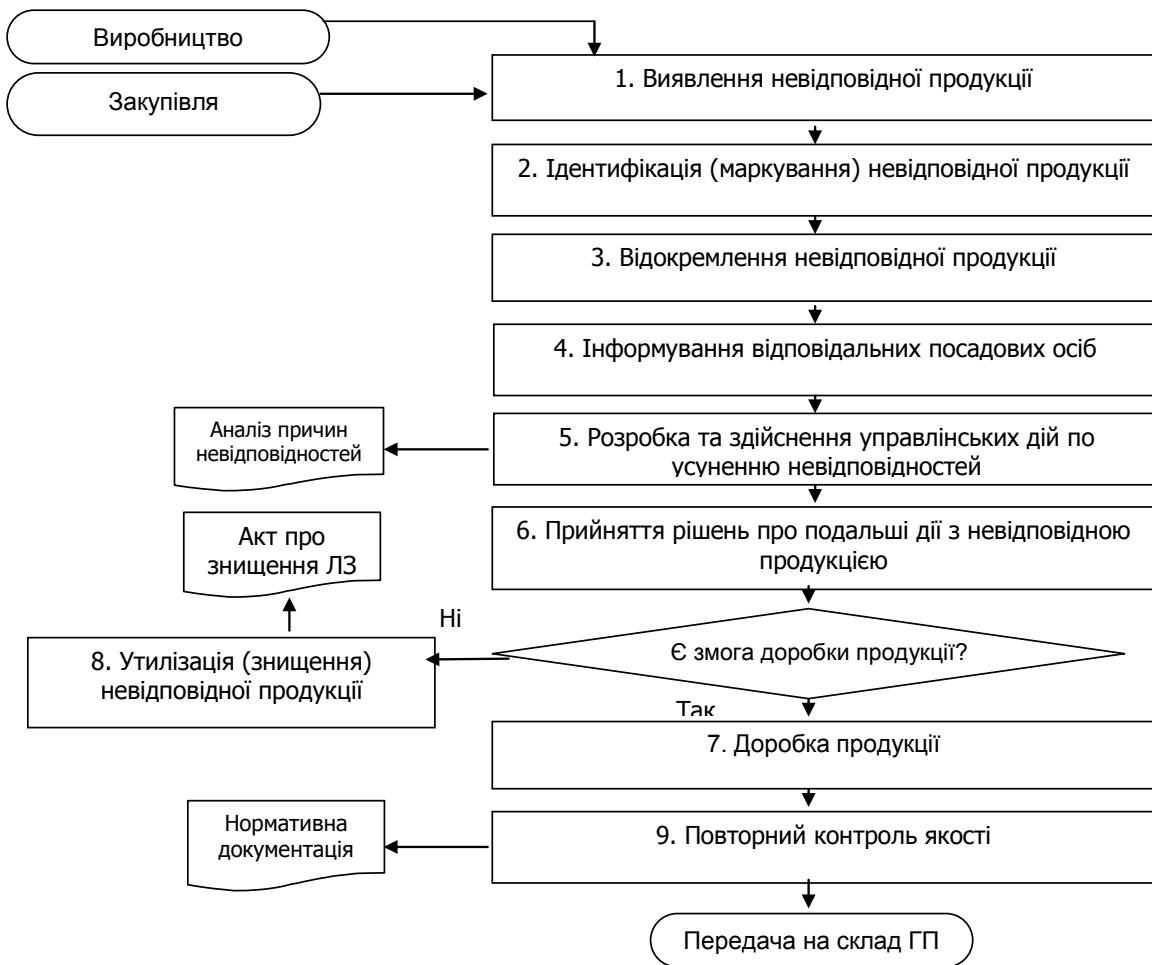 Виробництво
Закупівля
1. Виявлення невідповідної продукції
2. Ідентифікація (маркування) невідповідної продукції
3. Відокремлення невідповідної продукції
4. Інформування відповідальних посадових осіб
Аналіз причин
невідповідностей
5. Розробка та здійснення управлінських дій по
усуненню невідповідностей
6. Прийняття рішень про подальші дії з невідповідною
продукцією
Акт про
знищення ЛЗ
Ні
Є змога доробки продукції?
8. Утилізація (знищення)
невідповідної продукції
Так
7. Доробка продукції
Нормативна
документація
9. Повторний контроль якості
Передача на склад ГП